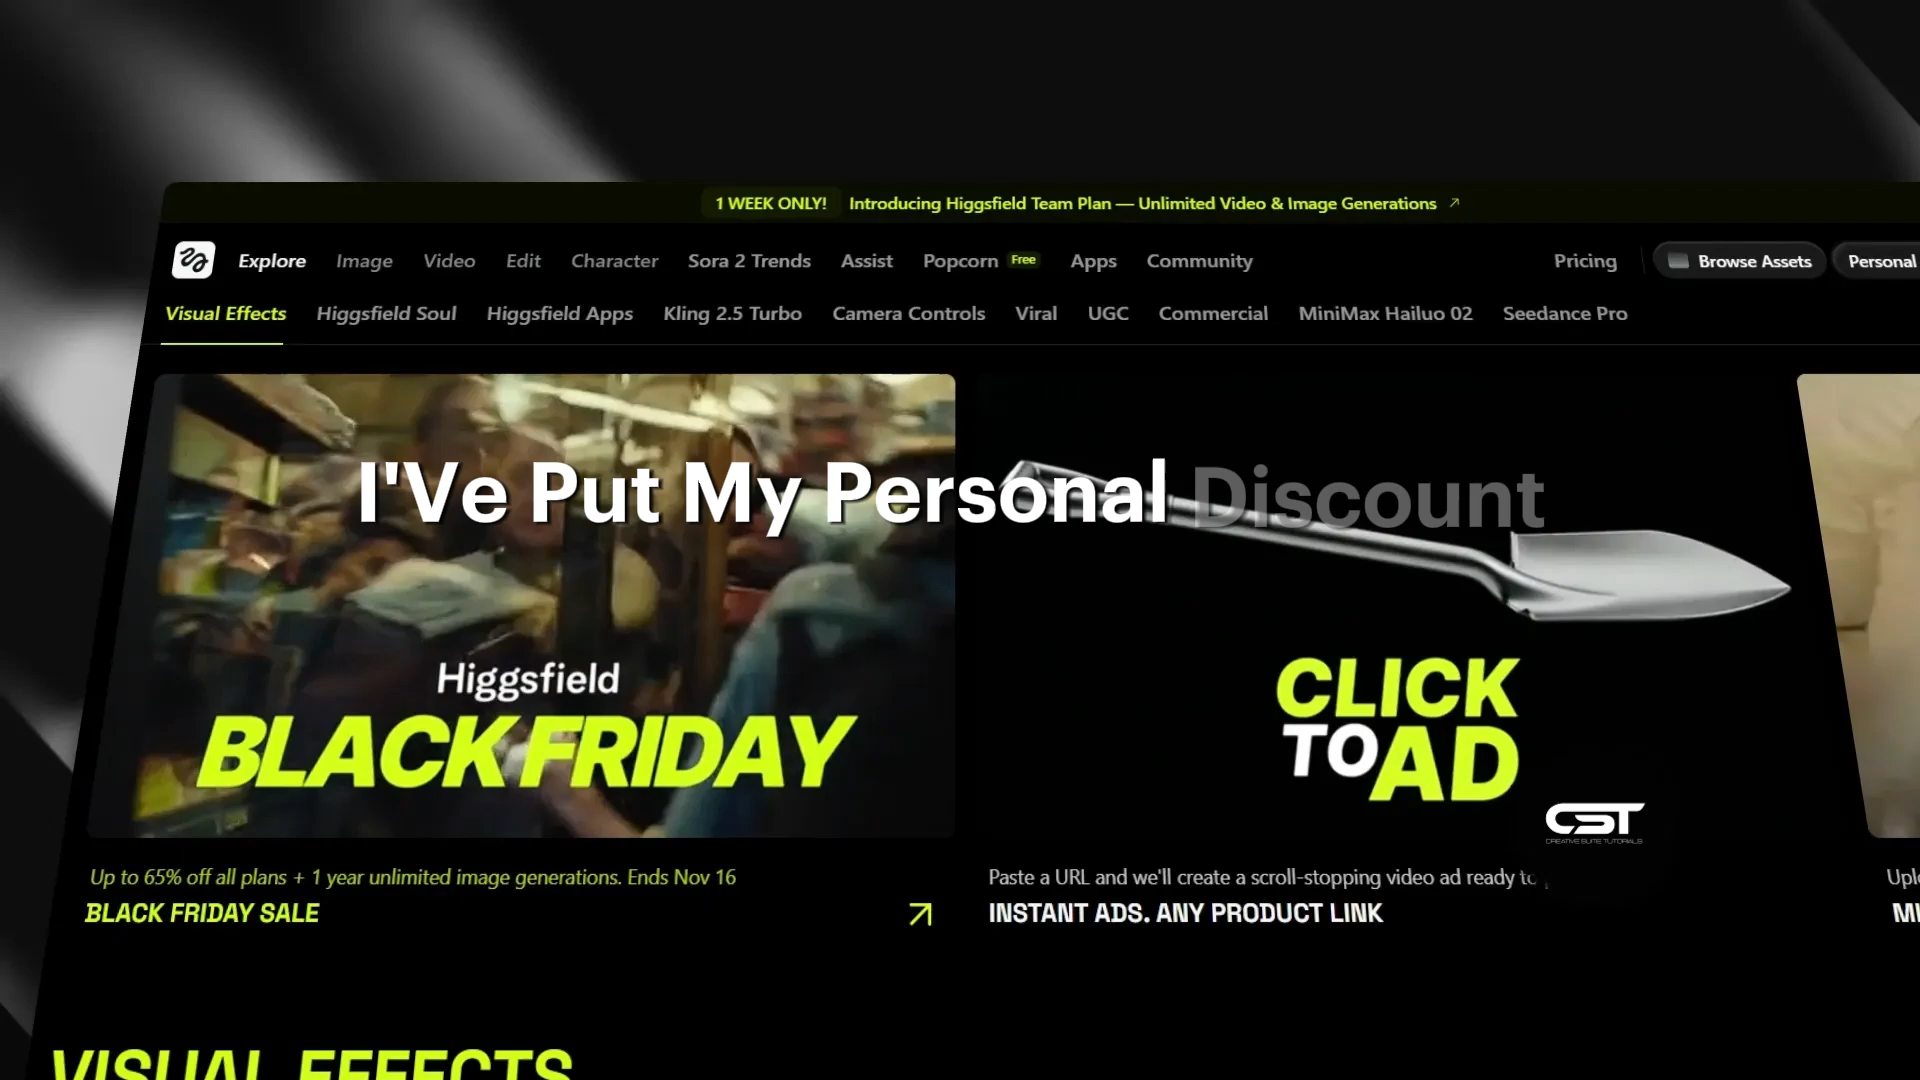 1 WEEK ONLY! Introducing Higgsfield Team Plan — Unlimited Video & Image Generations
Explore Image Video Edit Character Sora 2 Trends Assist Popcorn Free Apps Community Pricing Browse Assets Personal
Visual Effects Higgsfield Soul Higgsfield Apps Kling 2.5 Turbo Camera Controls Viral UGC Commercial MiniMax Hailuo 02 Seedance Pro
I'Ve Put My Personal Discount
Higgsfield
BLACK FRIDAY
CLICK
TO AD
CST
CREATIVE SUITE TUTORIALS
Up to 65% off all plans + 1 year unlimited image generations. Ends Nov 16
BLACK FRIDAY SALE
Paste a URL and we'll create a scroll-stopping video ad ready to
INSTANT ADS. ANY PRODUCT LINK
VISUAL EFFECTS